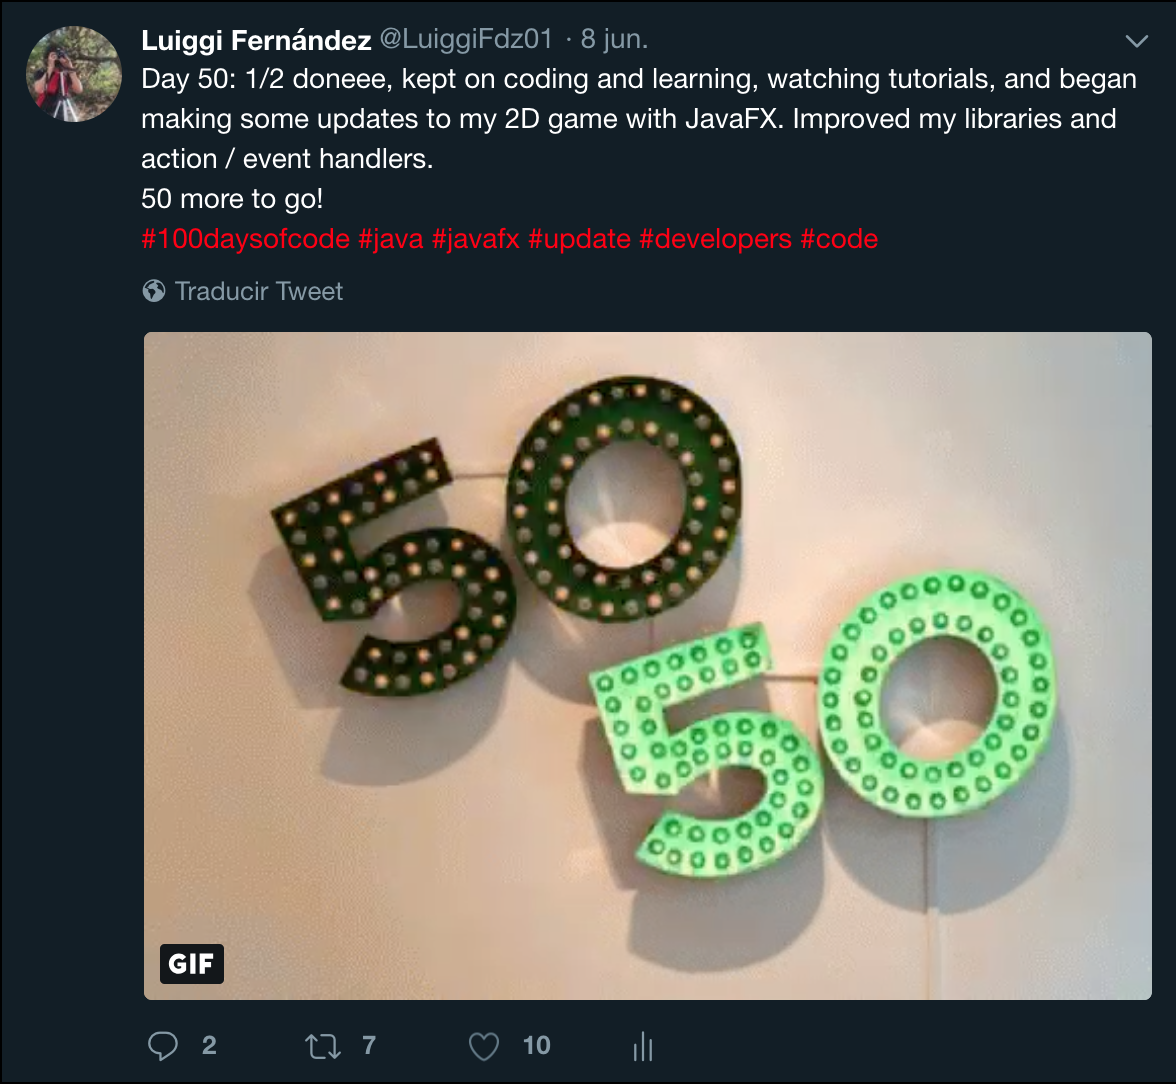 Luiggi Fernández @LuiggiFdz01 · 8 jun.
Day 50: 1/2 doneee, kept on coding and learning, watching tutorials, and began
making some updates to my 2D game with JavaFX. Improved my libraries and
action / event handlers.
50 more to go!
#100daysofcode #java #javafx #update #developers #code
Traducir Tweet
50
50
GIF
2 7 10